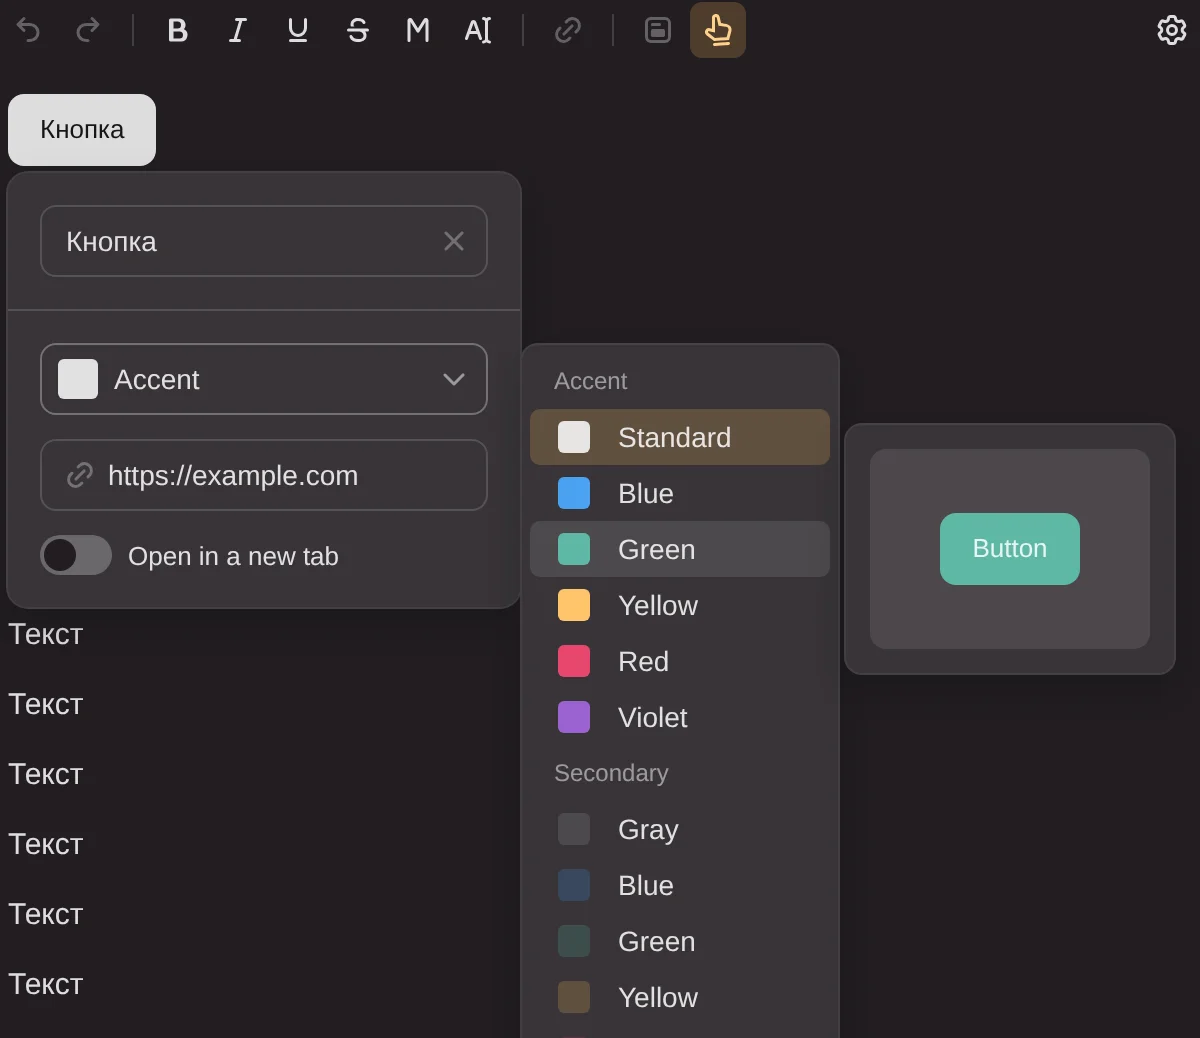 Кнопка
Кнопка
Accent
https://example.com
Open in a new tab
Accent
Standard
Blue
Green
Yellow
Red
Violet
Secondary
Gray
Blue
Green
Yellow
Button
Текст
Текст
Текст
Текст
Текст
Текст